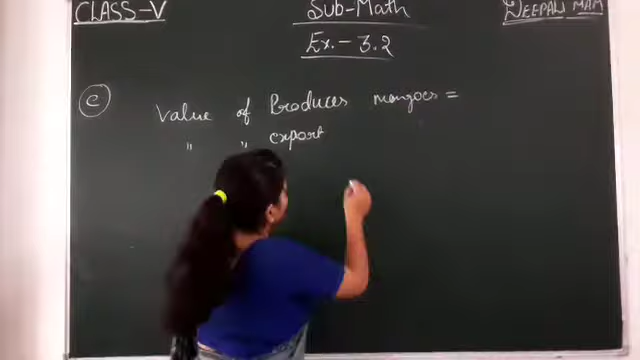 CLASS-V
Sub-Math
DEEPALI MAM
Ex.- 3.2
(e) Value of Produces mangoes =
" " export